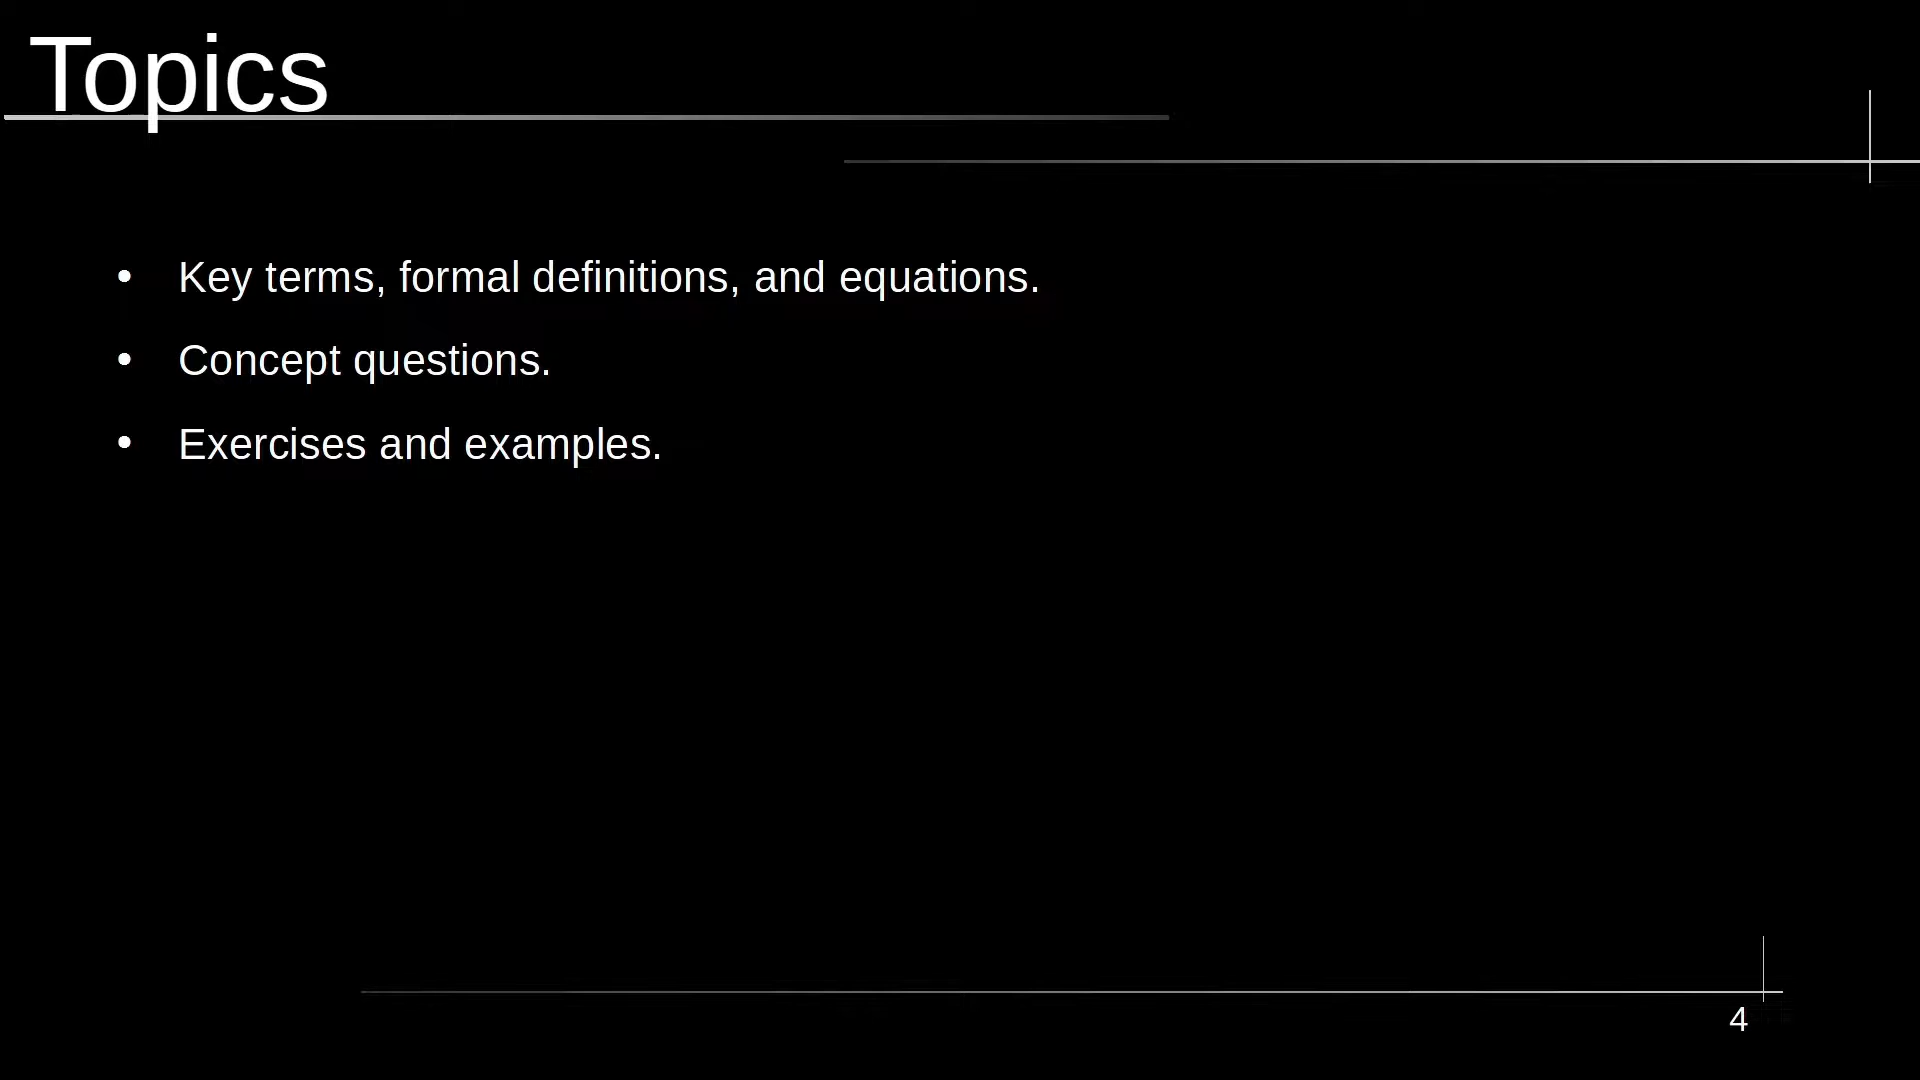 Topics
• Key terms, formal definitions, and equations.
• Concept questions.
• Exercises and examples.
4